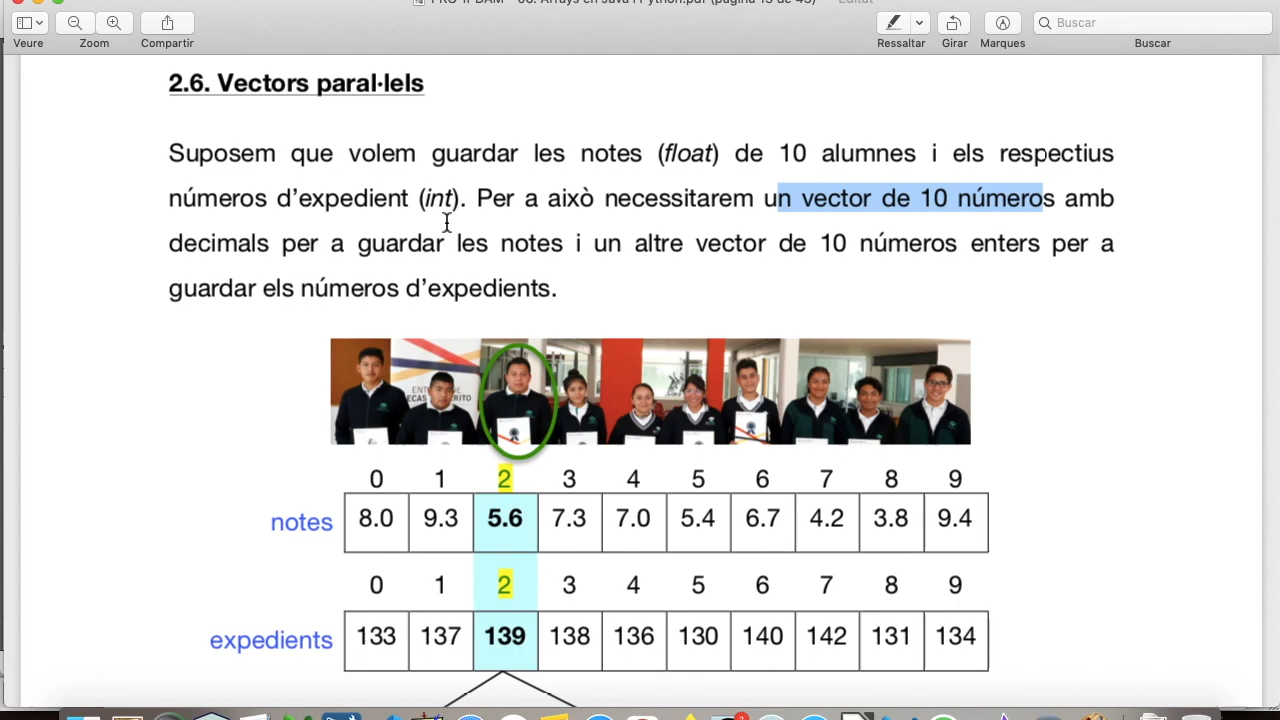 Veure
Zoom
Compartir
Ressaltar
Girar
Marques
Buscar
Buscar
2.6. Vectors paral·lels
Suposem que volem guardar les notes (float) de 10 alumnes i els respectius
números d’expedient (int). Per a això necessitarem un vector de 10 números amb
decimals per a guardar les notes i un altre vector de 10 números enters per a
guardar els números d’expedients.
0 1 2 3 4 5 6 7 8 9
notes 8.0 9.3 5.6 7.3 7.0 5.4 6.7 4.2 3.8 9.4
0 1 2 3 4 5 6 7 8 9
expedients 133 137 139 138 136 130 140 142 131 134